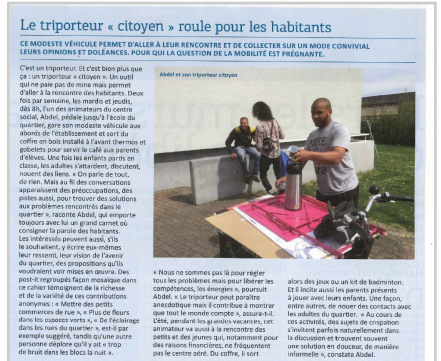 Le triporteur « citoyen » roule pour les habitants
CE MODESTE VÉHICULE PERMET D'ALLER À LEUR RENCONTRE ET DE COLLECTER SUR UN MODE CONVIVIAL
LEURS OPINIONS ET DOLÉANCES. POUR QUI LA QUESTION DE LA MOBILITÉ EST PRÉGNANTE.
C'est un triporteur. Et c'est bien plus que
ça : un triporteur « citoyen ». Un outil
qui ne paie pas de mine mais permet
d'aller à la rencontre des habitants. Deux
fois par semaine, les mardis et jeudis,
dès 8h, l'un des animateurs du centre
social, Abdel, pédale jusqu'à l'école du
quartier, gare son modeste véhicule aux
abords de l'établissement et sort du
coffre en bois installé à l'avant thermos et
gobelets pour servir le café aux parents
d'élèves. Une fois les enfants partis en
classe, les adultes s'attardent, discutent,
nouent des liens. « On parle de tout,
de rien. Mais au fil des conversations
apparaissent des préoccupations, des
pistes aussi, pour trouver des solutions
aux problèmes rencontrés dans le
quartier », raconte Abdel, qui emporte
toujours avec lui un grand carnet où
consigner la parole des habitants.
Les intéressés peuvent aussi, s'ils
le souhaitent, y écrire eux-mêmes
leur ressenti, leur vision de l'avenir
du quartier, des propositions qu'ils
voudraient voir mises en œuvre. Des
post-it regroupés façon mosaïque dans
ce cahier témoignent de la richesse
et de la variété de ces contributions
anonymes : « Mettre des petits
commerces de rue », « Plus de fleurs
dans les espaces verts », « De l'éclairage
dans les rues du quartier », est-il par
exemple suggéré, tandis qu'une autre
personne déplore qu'il y ait « trop
de bruit dans les blocs la nuit ».
Abdel et son triporteur citoyen
« Nous ne sommes pas là pour régler
tous les problèmes mais pour libérer les
compétences, les énergies », poursuit
Abdel. « Le triporteur peut paraître
anecdotique mais il contribue à montrer
que tout le monde compte », assure-t-il.
L'été, pendant les grandes vacances, cet
animateur va aussi à la rencontre des
petits et des jeunes qui, notamment pour
des raisons financières, ne fréquentent
pas le centre aéré. Du coffre, il sort
alors des jeux ou un kit de badminton.
Et il incite aussi les parents présents
à jouer avec leurs enfants. Une façon,
entre autres, de nouer des contacts avec
les adultes du quartier. « Au cours de
ces activités, des sujets de crispation
s'invitent parfois naturellement dans
la discussion et trouvent souvent
une solution en douceur, de manière
informelle », constate Abdel.